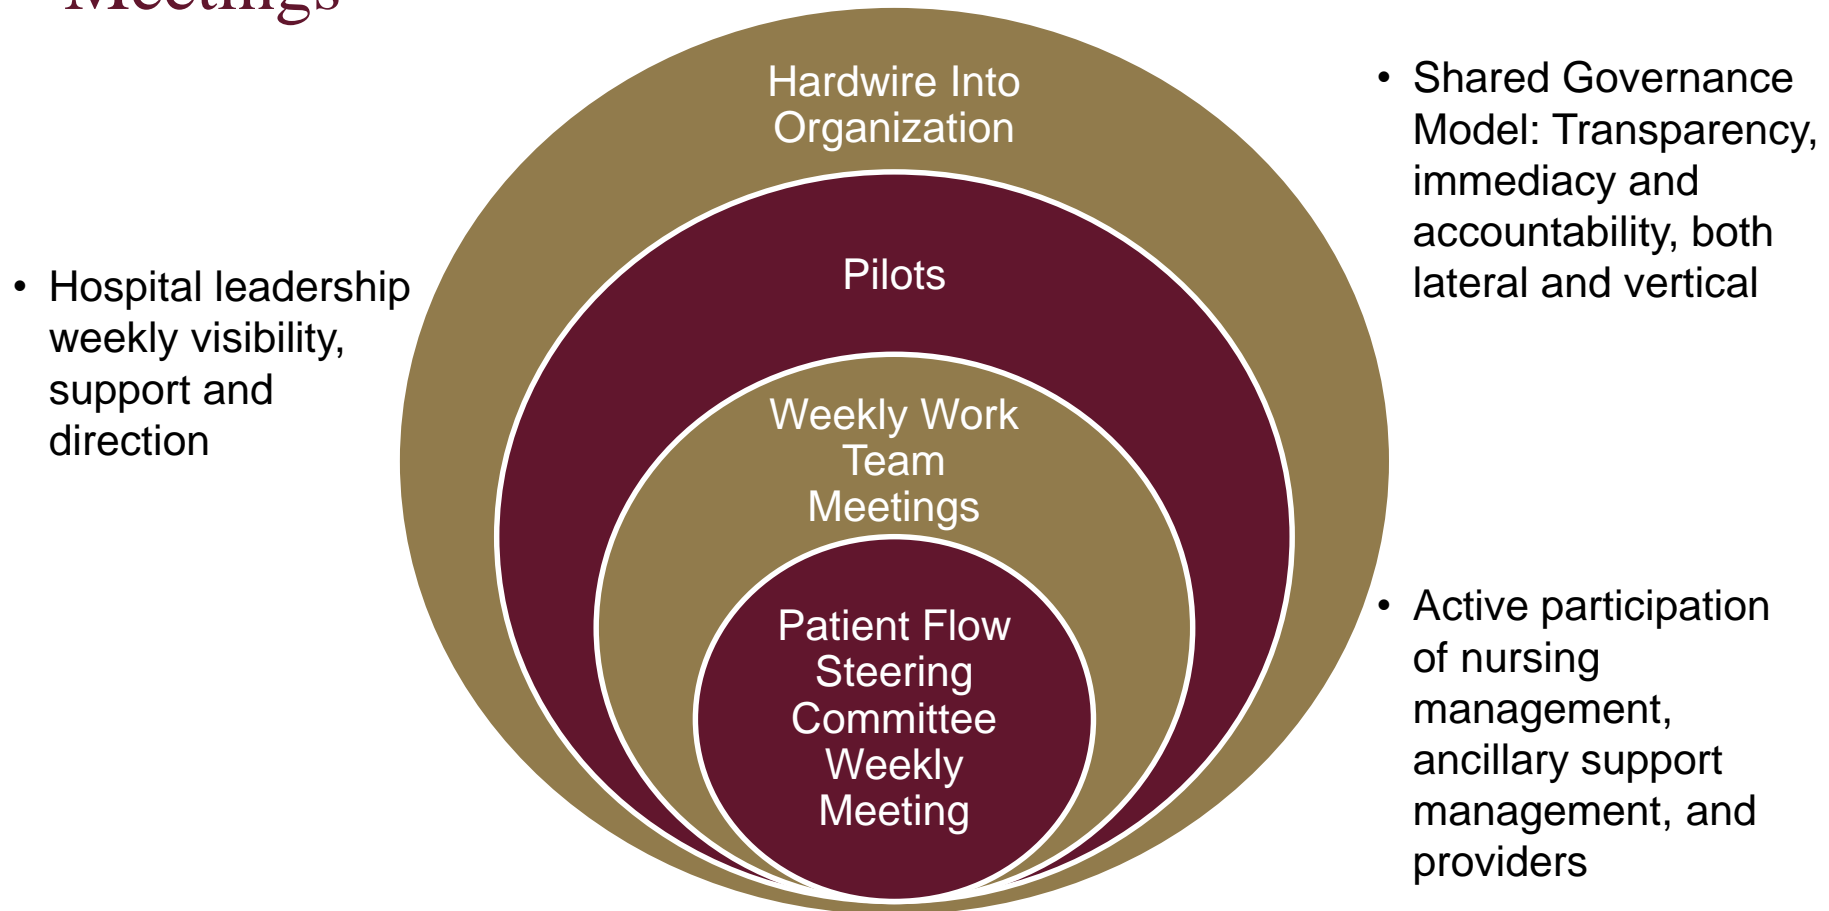 Meetings
Hardwire Into
Organization
Pilots
Weekly Work
Team
Meetings
Patient Flow
Steering
Committee
Weekly
Meeting
• Hospital leadership
weekly visibility,
support and
direction
• Shared Governance
Model: Transparency,
immediacy and
accountability, both
lateral and vertical
• Active participation
of nursing
management,
ancillary support
management, and
providers